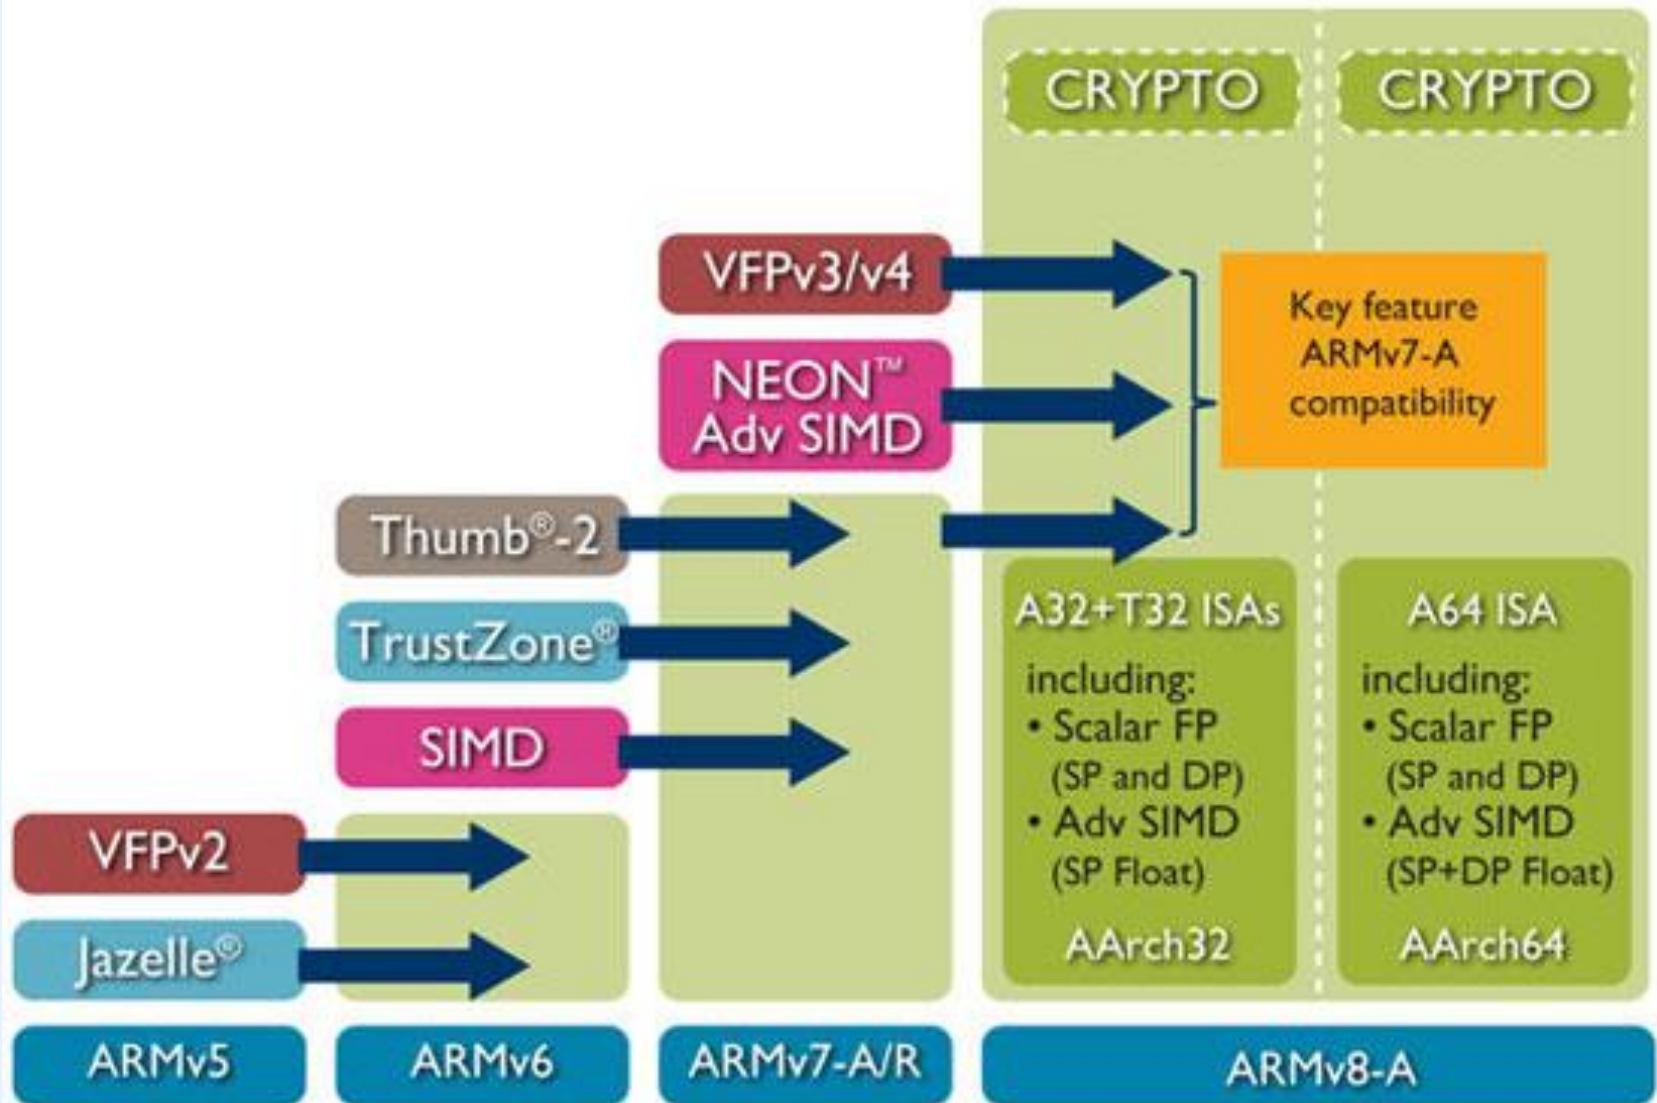 CRYPTO
CRYPTO
VFPv3/v4
Key feature
ARMv7-A
compatibility
NEON™
Adv SIMD
Thumb®-2
TrustZone®
SIMD
VFPv2
Jazelle®
A32+T32 ISAs
including:
• Scalar FP
(SP and DP)
• Adv SIMD
(SP Float)
AArch32
A64 ISA
including:
• Scalar FP
(SP and DP)
• Adv SIMD
(SP+DP Float)
AArch64
ARMv5
ARMv6
ARMv7-A/R
ARMv8-A